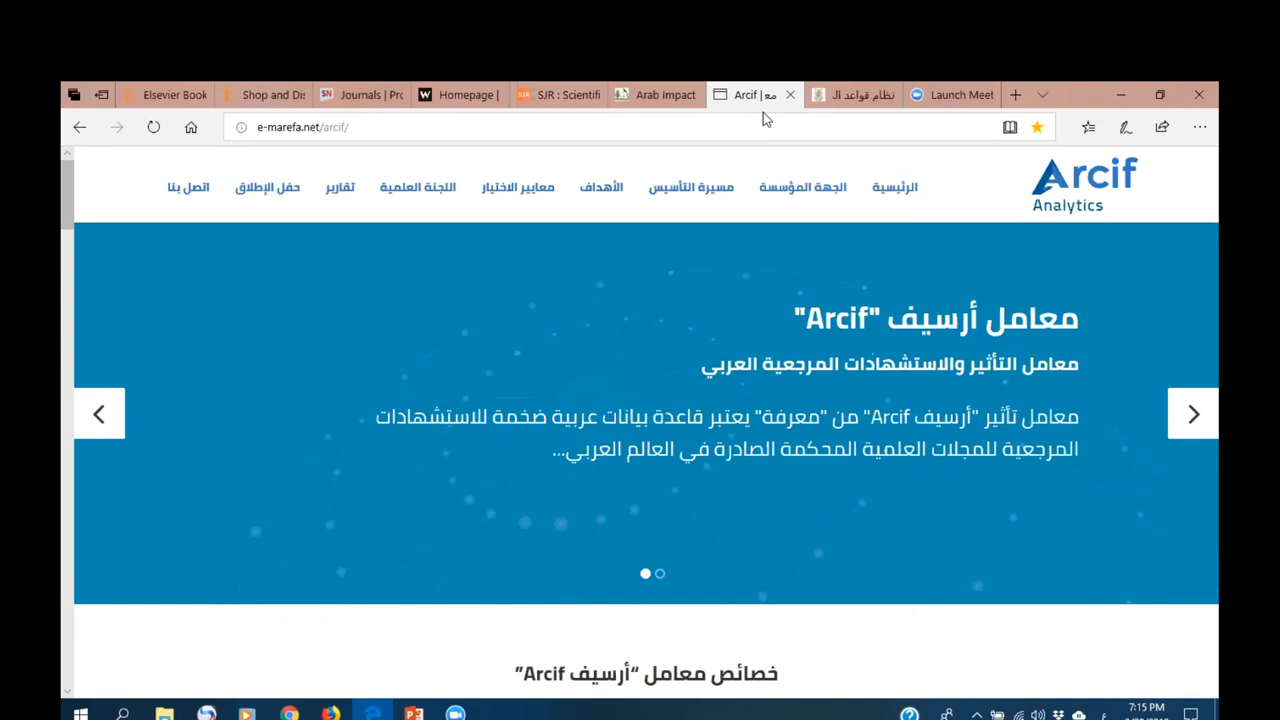 Elsevier Book
Shop and Dis
SN Journals | Pro
W Homepage |
SJR SJR : Scientifi
Arab Impact
Arcif | مع
نظام قواعد ال
Launch Meet
e-marefa.net/arcif/
Arcif
Analytics
الرئيسية
الجهة المؤسسة
مسيرة التأسيس
الأهداف
معايير الاختيار
اللجنة العلمية
تقارير
حفل الإطلاق
اتصل بنا
معامل أرسيف "Arcif"
معامل التأثير والاستشهادات المرجعية العربي
معامل تأثير "أرسيف Arcif" من "معرفة" يعتبر قاعدة بيانات عربية ضخمة للاستشهادات
المرجعية للمجلات العلمية المحكمة الصادرة في العالم العربي...
خصائص معامل “أرسيف Arcif”
7:15 PM